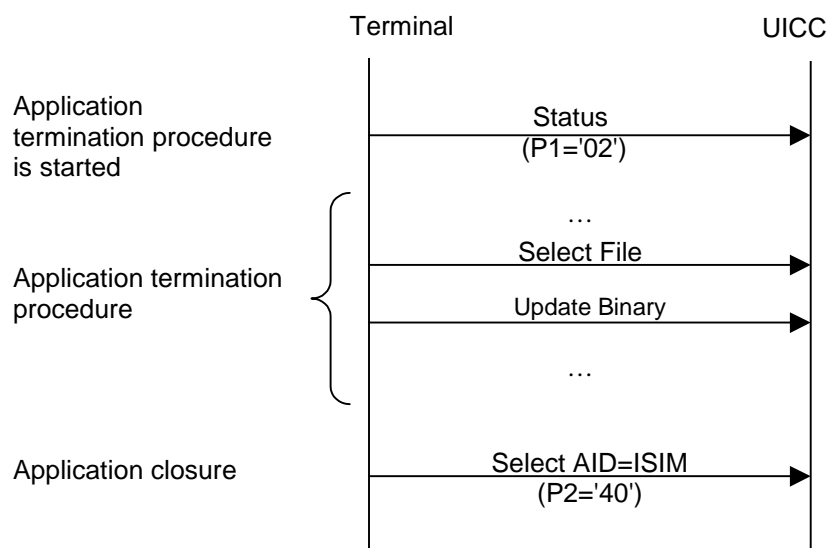 Terminal
UICC
Application
termination procedure
is started
Status
(P1='02')
…
Select File
Application termination
procedure
Update Binary
…
Application closure
Select AID=ISIM
(P2='40')